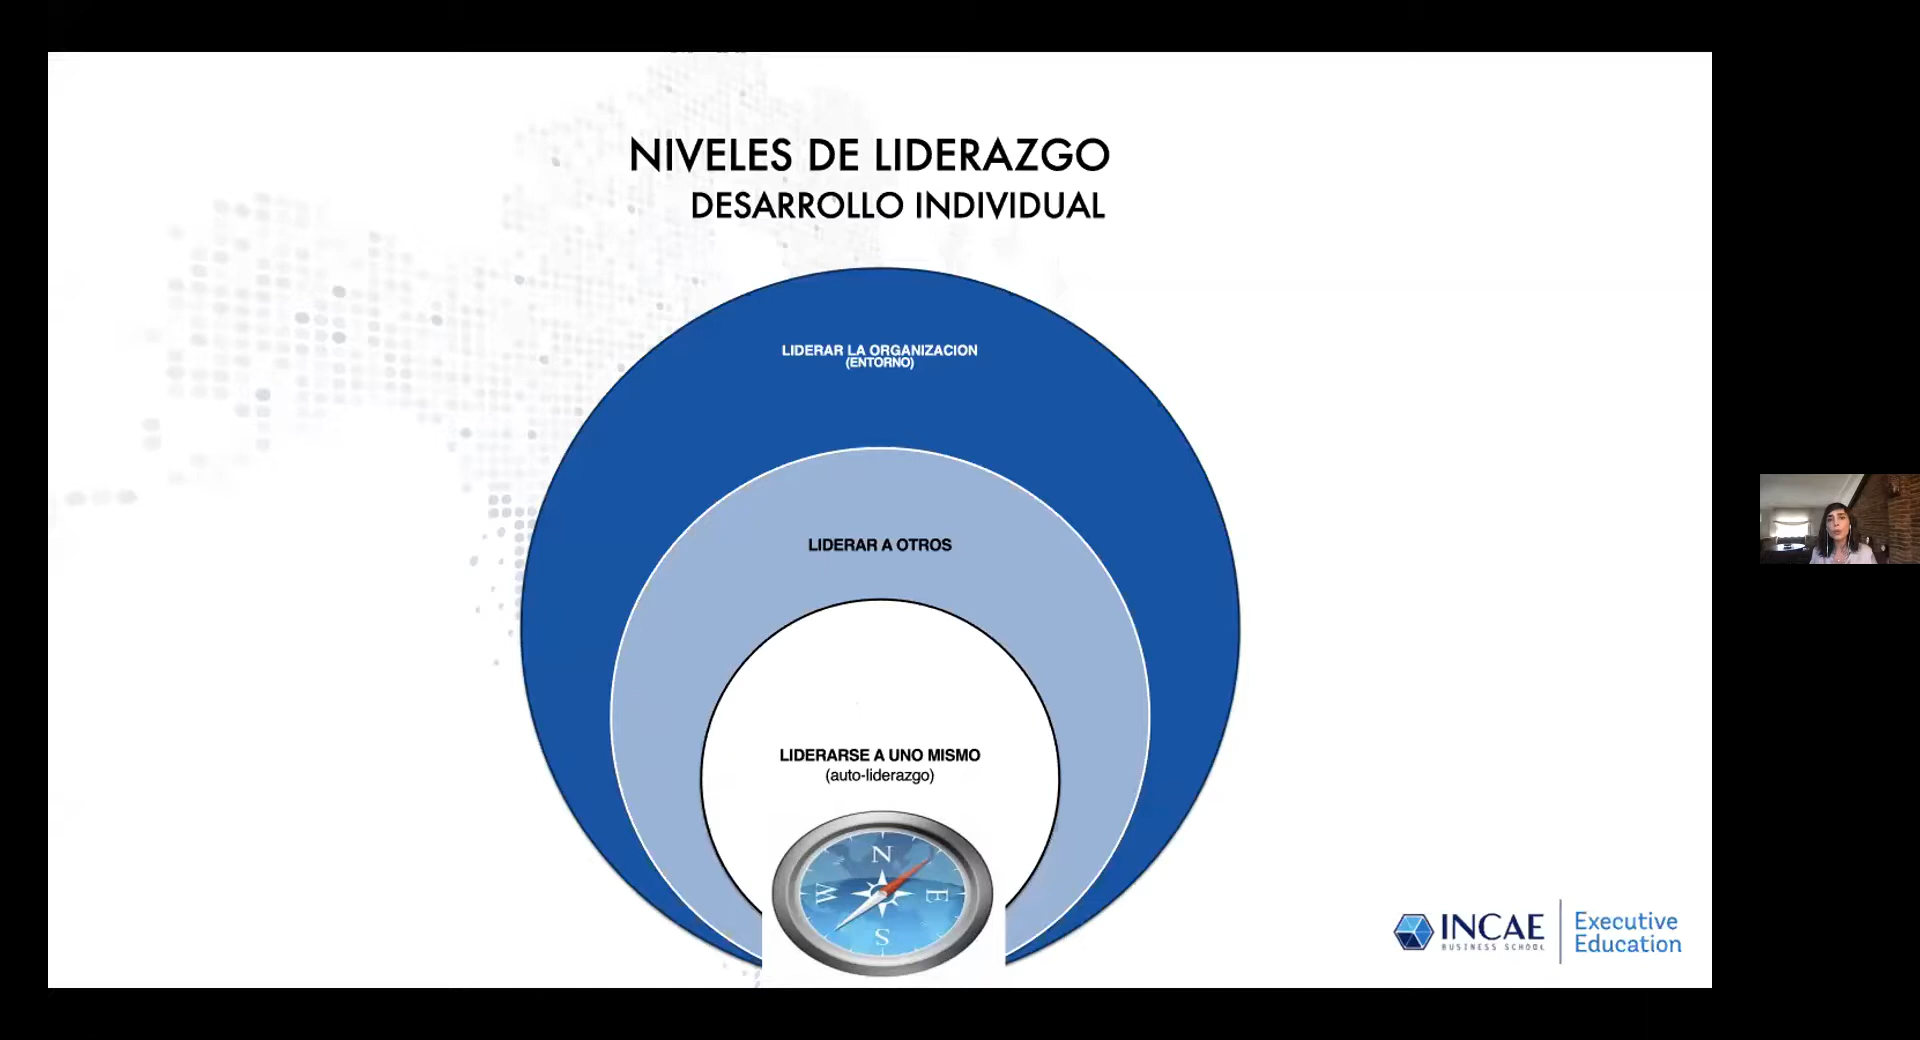 NIVELES DE LIDERAZGO
DESARROLLO INDIVIDUAL
LIDERAR LA ORGANIZACION
(ENTORNO)
LIDERAR A OTROS
LIDERARSE A UNO MISMO
(auto-liderazgo)
N
W E
S
INCAE
BUSINESS SCHOOL
Executive
Education